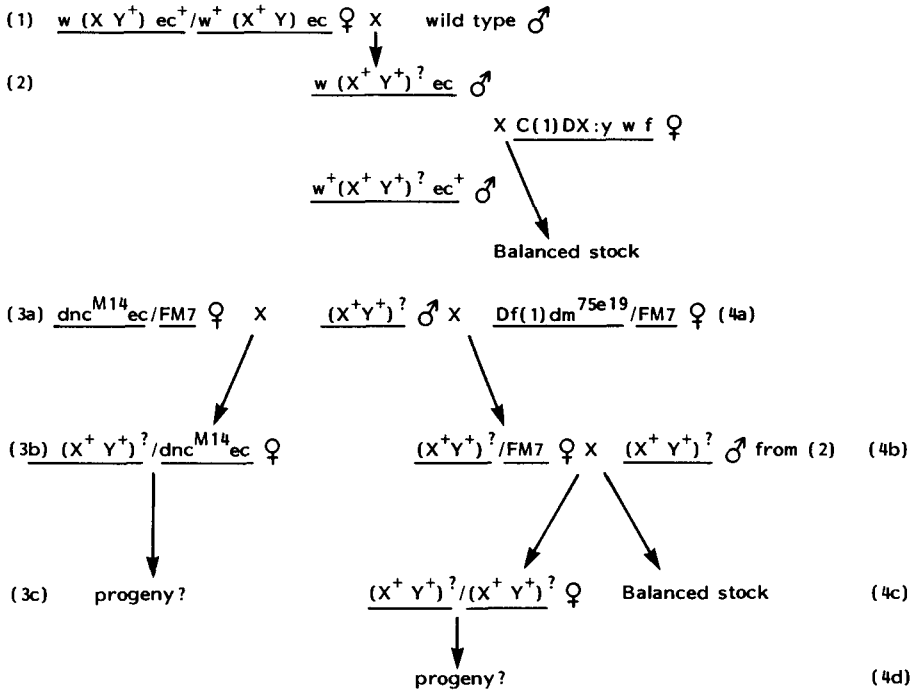 (1) w (X Y⁺) ec⁺/w⁺ (X⁺ Y) ec ♀ X wild type ♂
(2) w (X⁺ Y⁺)? ec ♂
X C(1)DX:y w f ♀
w⁺(X⁺ Y⁺)? ec⁺ ♂
Balanced stock
(3a) dncᴹ¹⁴ec/FM7 ♀ X (X⁺Y⁺)? ♂ X Df(1)dm⁷⁵ᵉ¹⁹/FM7 ♀ (4a)
(3b) (X⁺ Y⁺)?/dncᴹ¹⁴ec ♀ (X⁺Y⁺)?/FM7 ♀ X (X⁺ Y⁺)? ♂ from (2) (4b)
(3c) progeny? (X⁺ Y⁺)?/(X⁺ Y⁺)? ♀ Balanced stock (4c)
progeny? (4d)